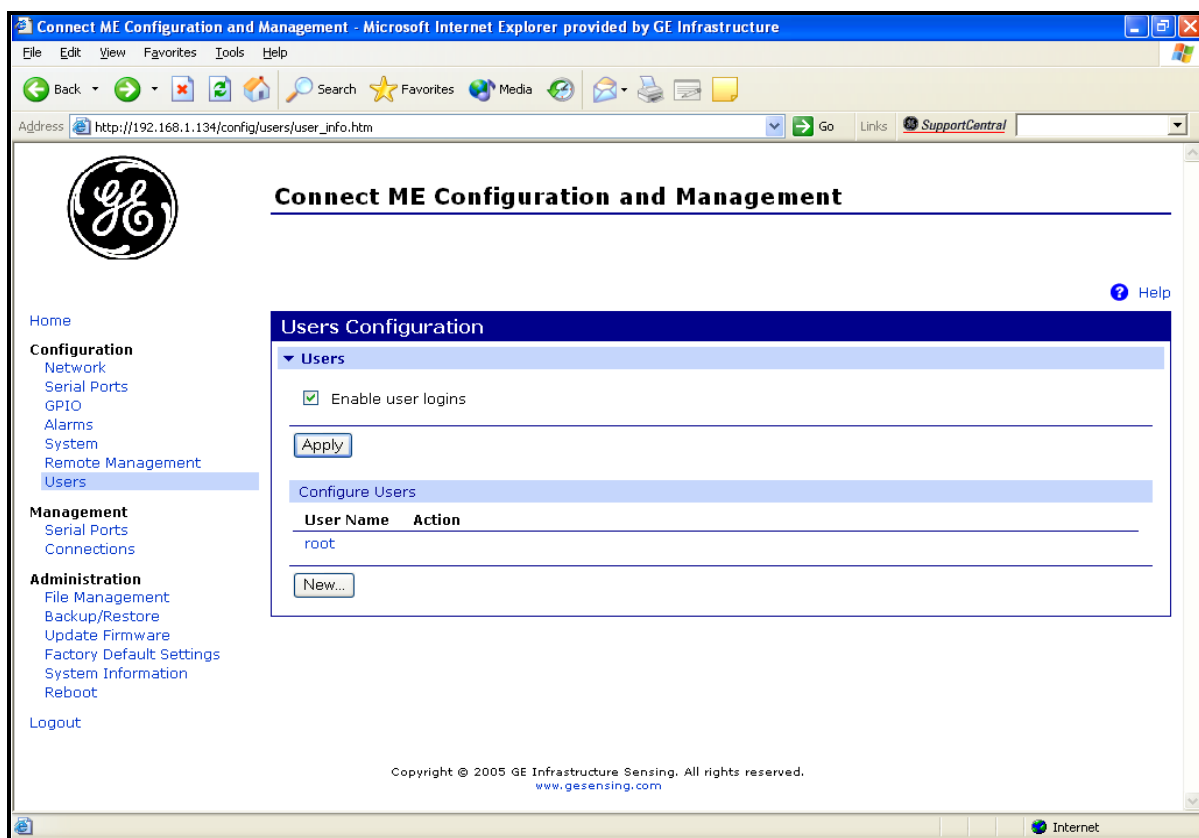 Connect ME Configuration and Management - Microsoft Internet Explorer provided by GE Infrastructure
File Edit View Favorites Tools Help
Back Search Favorites Media
Address http://192.168.1.134/config/users/user_info.htm Go Links SupportCentral
GE
Connect ME Configuration and Management
? Help
Home
Configuration
Network
Serial Ports
GPIO
Alarms
System
Remote Management
Users
Management
Serial Ports
Connections
Administration
File Management
Backup/Restore
Update Firmware
Factory Default Settings
System Information
Reboot
Logout
Users Configuration
Users
Enable user logins
Apply
Configure Users
User Name Action
root
New...
Copyright © 2005 GE Infrastructure Sensing. All rights reserved.
www.gesensing.com
Internet